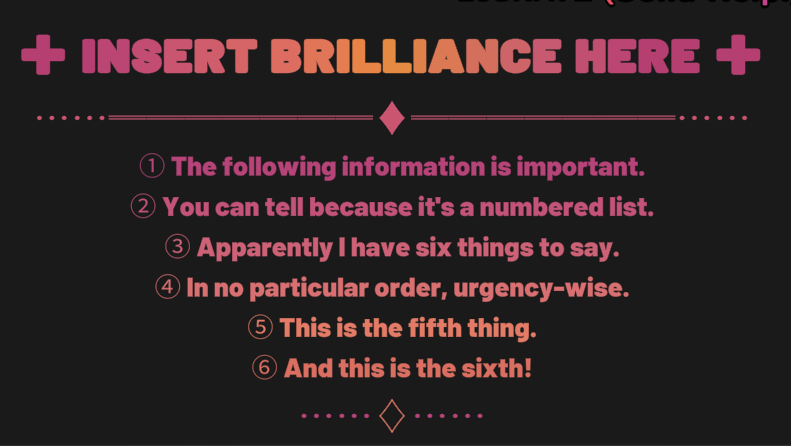 INSERT BRILLIANCE HERE
① The following information is important.
② You can tell because it's a numbered list.
③ Apparently I have six things to say.
④ In no particular order, urgency-wise.
⑤ This is the fifth thing.
⑥ And this is the sixth!